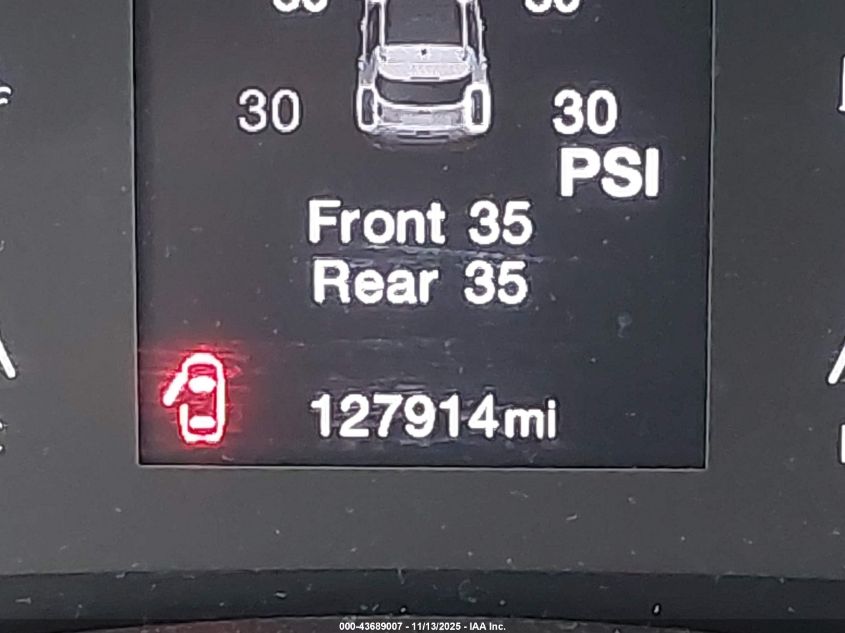 30 30
PSI
Front 35
Rear 35
127914mi
000-43689007 - 11/13/2025 - IAA Inc.